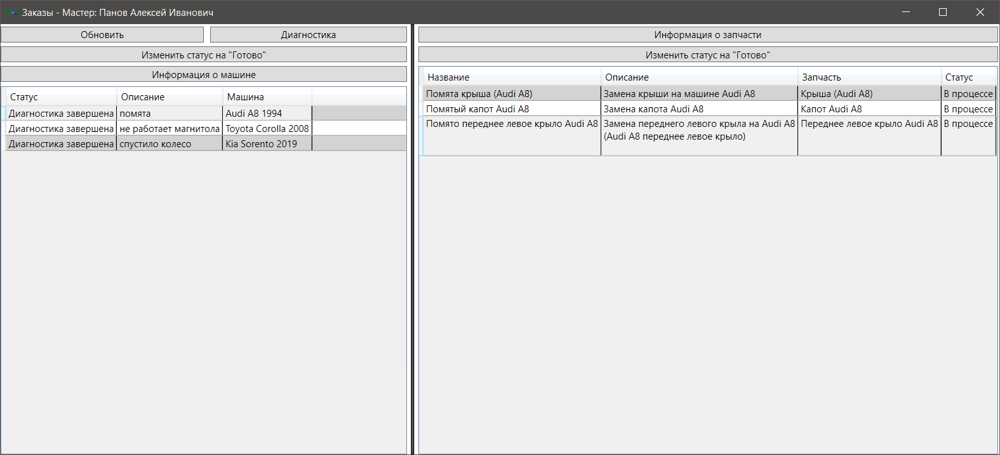 Заказы - Мастер: Панов Алексей Иванович
Обновить
Диагностика
Изменить статус на "Готово"
Информация о машине
Статус Описание Машина
Диагностика завершена помята Audi A8 1994
Диагностика завершена не работает магнитола Toyota Corolla 2008
Диагностика завершена спустило колесо Kia Sorento 2019
Информация о запчасти
Изменить статус на "Готово"
Название Описание Запчасть Статус
Помята крыша (Audi A8) Замена крыши на машине Audi A8 Крыша (Audi A8) В процессе
Помятый капот Audi A8 Замена капота Audi A8 Капот Audi A8 В процессе
Помято переднее левое крыло Audi A8 Замена переднего левого крыла на Audi A8 Переднее левое крыло Audi A8 В процессе
(Audi A8 переднее левое крыло)